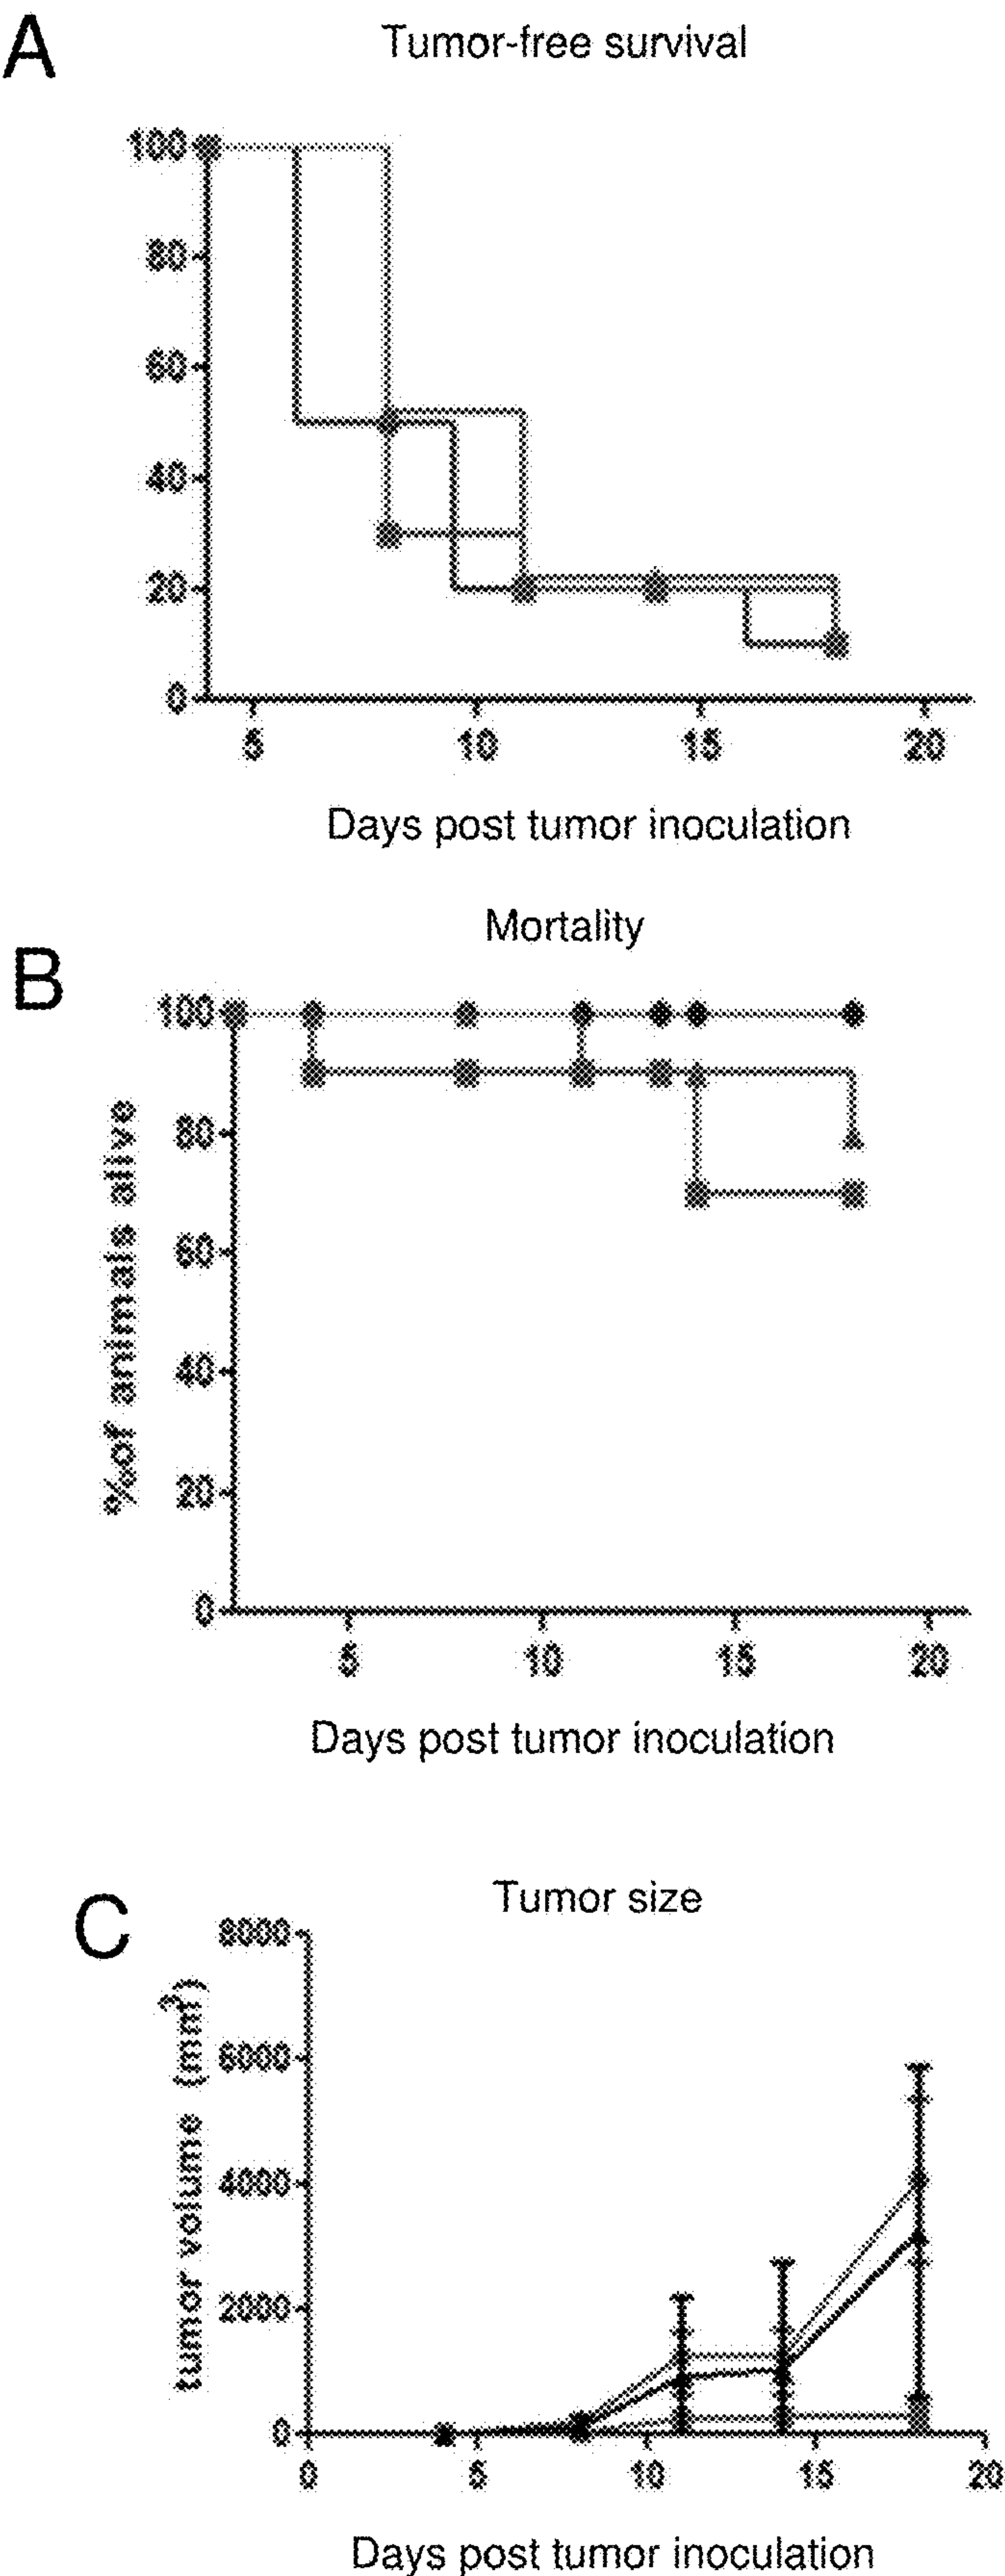 A
Tumor-free survival
100
80
60
40
20
0
5
10
15
20
Days post tumor inoculation
Mortality
B
100
80
60
40
20
0
%of animals alive
5
10
15
20
Days post tumor inoculation
Tumor size
C
8000
6000
4000
2000
0
tumor volume (mm³)
0
5
10
15
20
Days post tumor inoculation